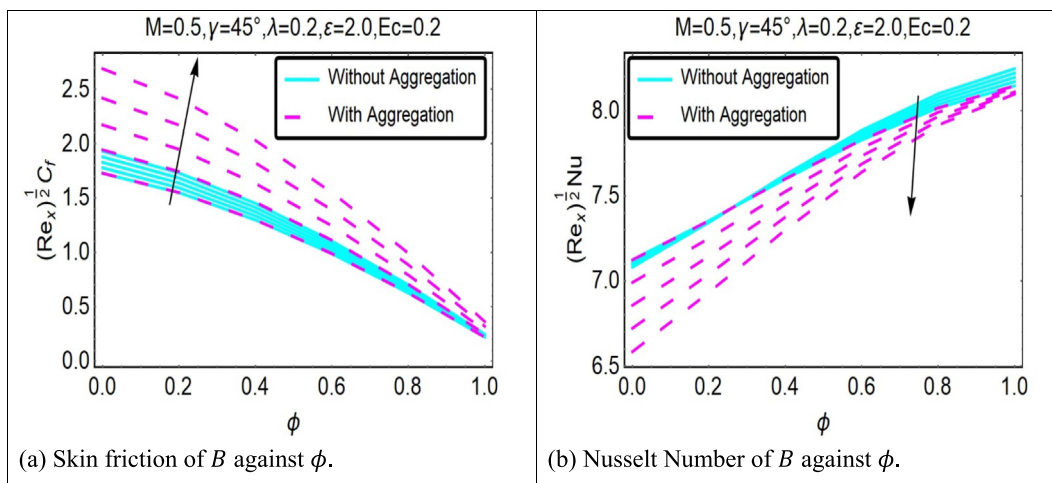 M=0.5,γ=45°,λ=0.2,ε=2.0,Ec=0.2
Without Aggregation
With Aggregation
(Re_x)^{1/2} C_f
2.5
2.0
1.5
1.0
0.5
0.0
0.0 0.2 0.4 0.6 0.8 1.0
ϕ
(a) Skin friction of B against ϕ.
M=0.5,γ=45°,λ=0.2,ε=2.0,Ec=0.2
Without Aggregation
With Aggregation
(Re_x)^{1/2} Nu
8.0
7.5
7.0
6.5
0.0 0.2 0.4 0.6 0.8 1.0
ϕ
(b) Nusselt Number of B against ϕ.